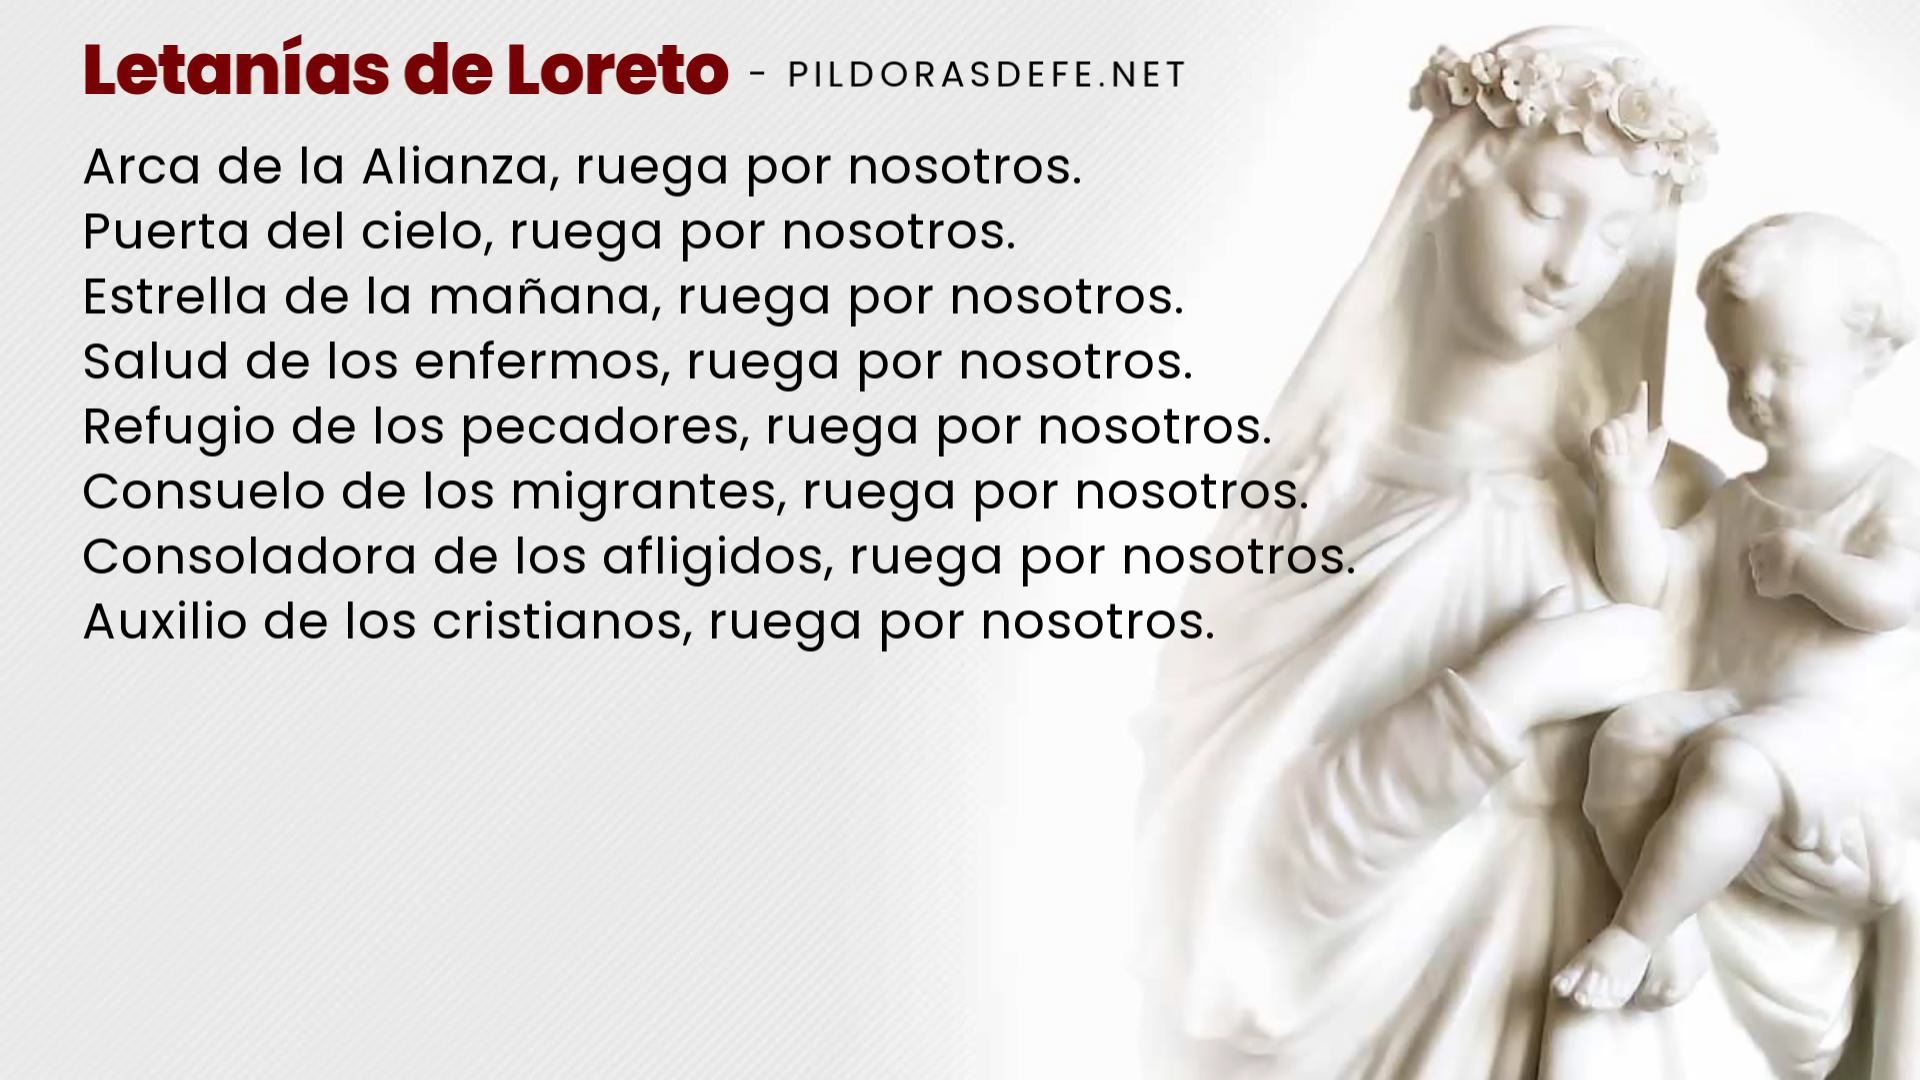 Letanías de Loreto - PILDORASDEFE.NET
Arca de la Alianza, ruega por nosotros.
Puerta del cielo, ruega por nosotros.
Estrella de la mañana, ruega por nosotros.
Salud de los enfermos, ruega por nosotros.
Refugio de los pecadores, ruega por nosotros.
Consuelo de los migrantes, ruega por nosotros.
Consoladora de los afligidos, ruega por nosotros.
Auxilio de los cristianos, ruega por nosotros.